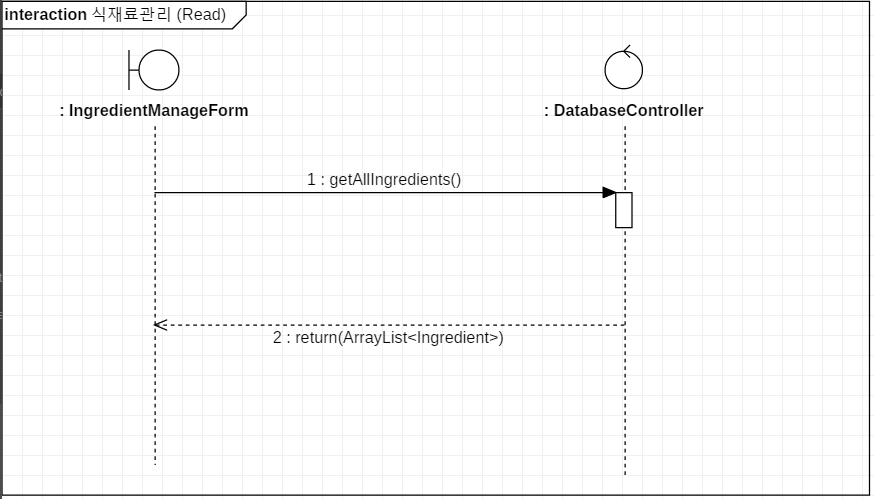 interaction 식재료관리 (Read)
: IngredientManageForm
: DatabaseController
1 : getAllIngredients()
2 : return(ArrayList<Ingredient>)